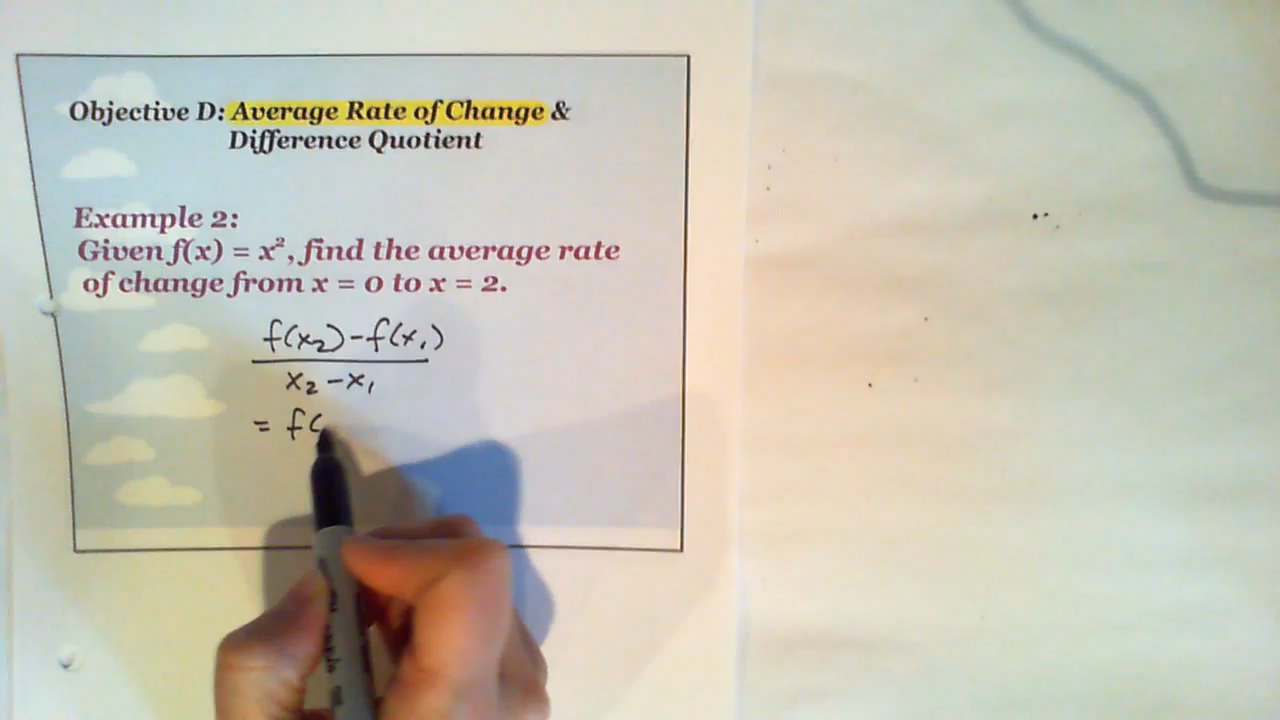 Objective D: Average Rate of Change &
Difference Quotient
Example 2:
Given f(x) = x², find the average rate
of change from x = 0 to x = 2.
f(x₂)-f(x₁)
x₂-x₁
= f(